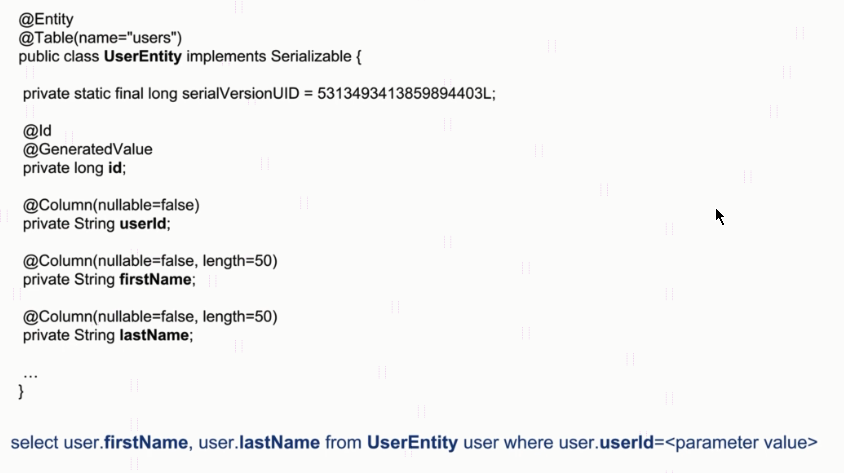 @Entity
@Table(name="users")
public class UserEntity implements Serializable {
private static final long serialVersionUID = 5313493413859894403L;
@Id
@GeneratedValue
private long id;
@Column(nullable=false)
private String userId;
@Column(nullable=false, length=50)
private String firstName;
@Column(nullable=false, length=50)
private String lastName;
…
}
select user.firstName, user.lastName from UserEntity user where user.userId=<parameter value>